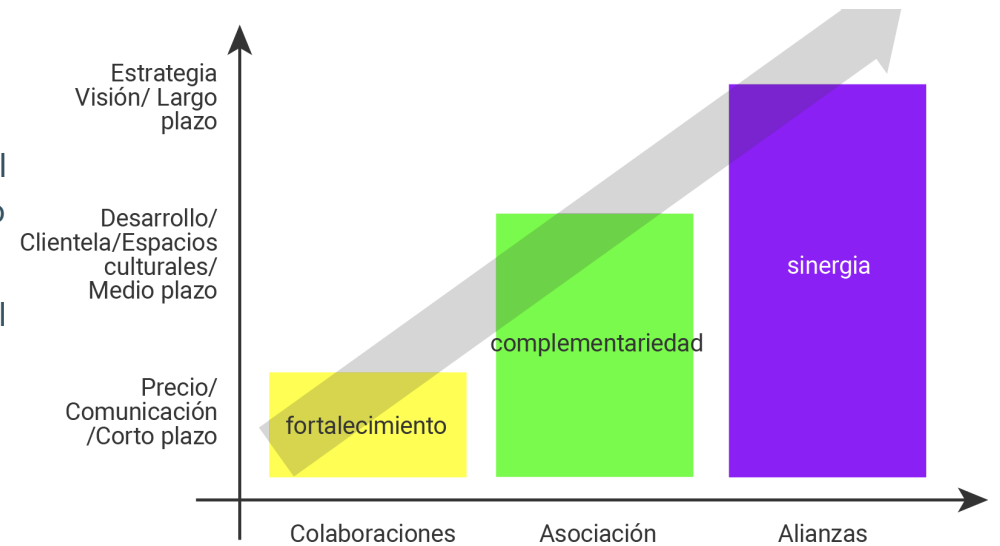 Estrategia
Visión/ Largo
plazo
Desarrollo/
Clientela/Espacios
culturales/
Medio plazo
Precio/
Comunicación
/Corto plazo
fortalecimiento
complementariedad
sinergia
Colaboraciones
Asociación
Alianzas